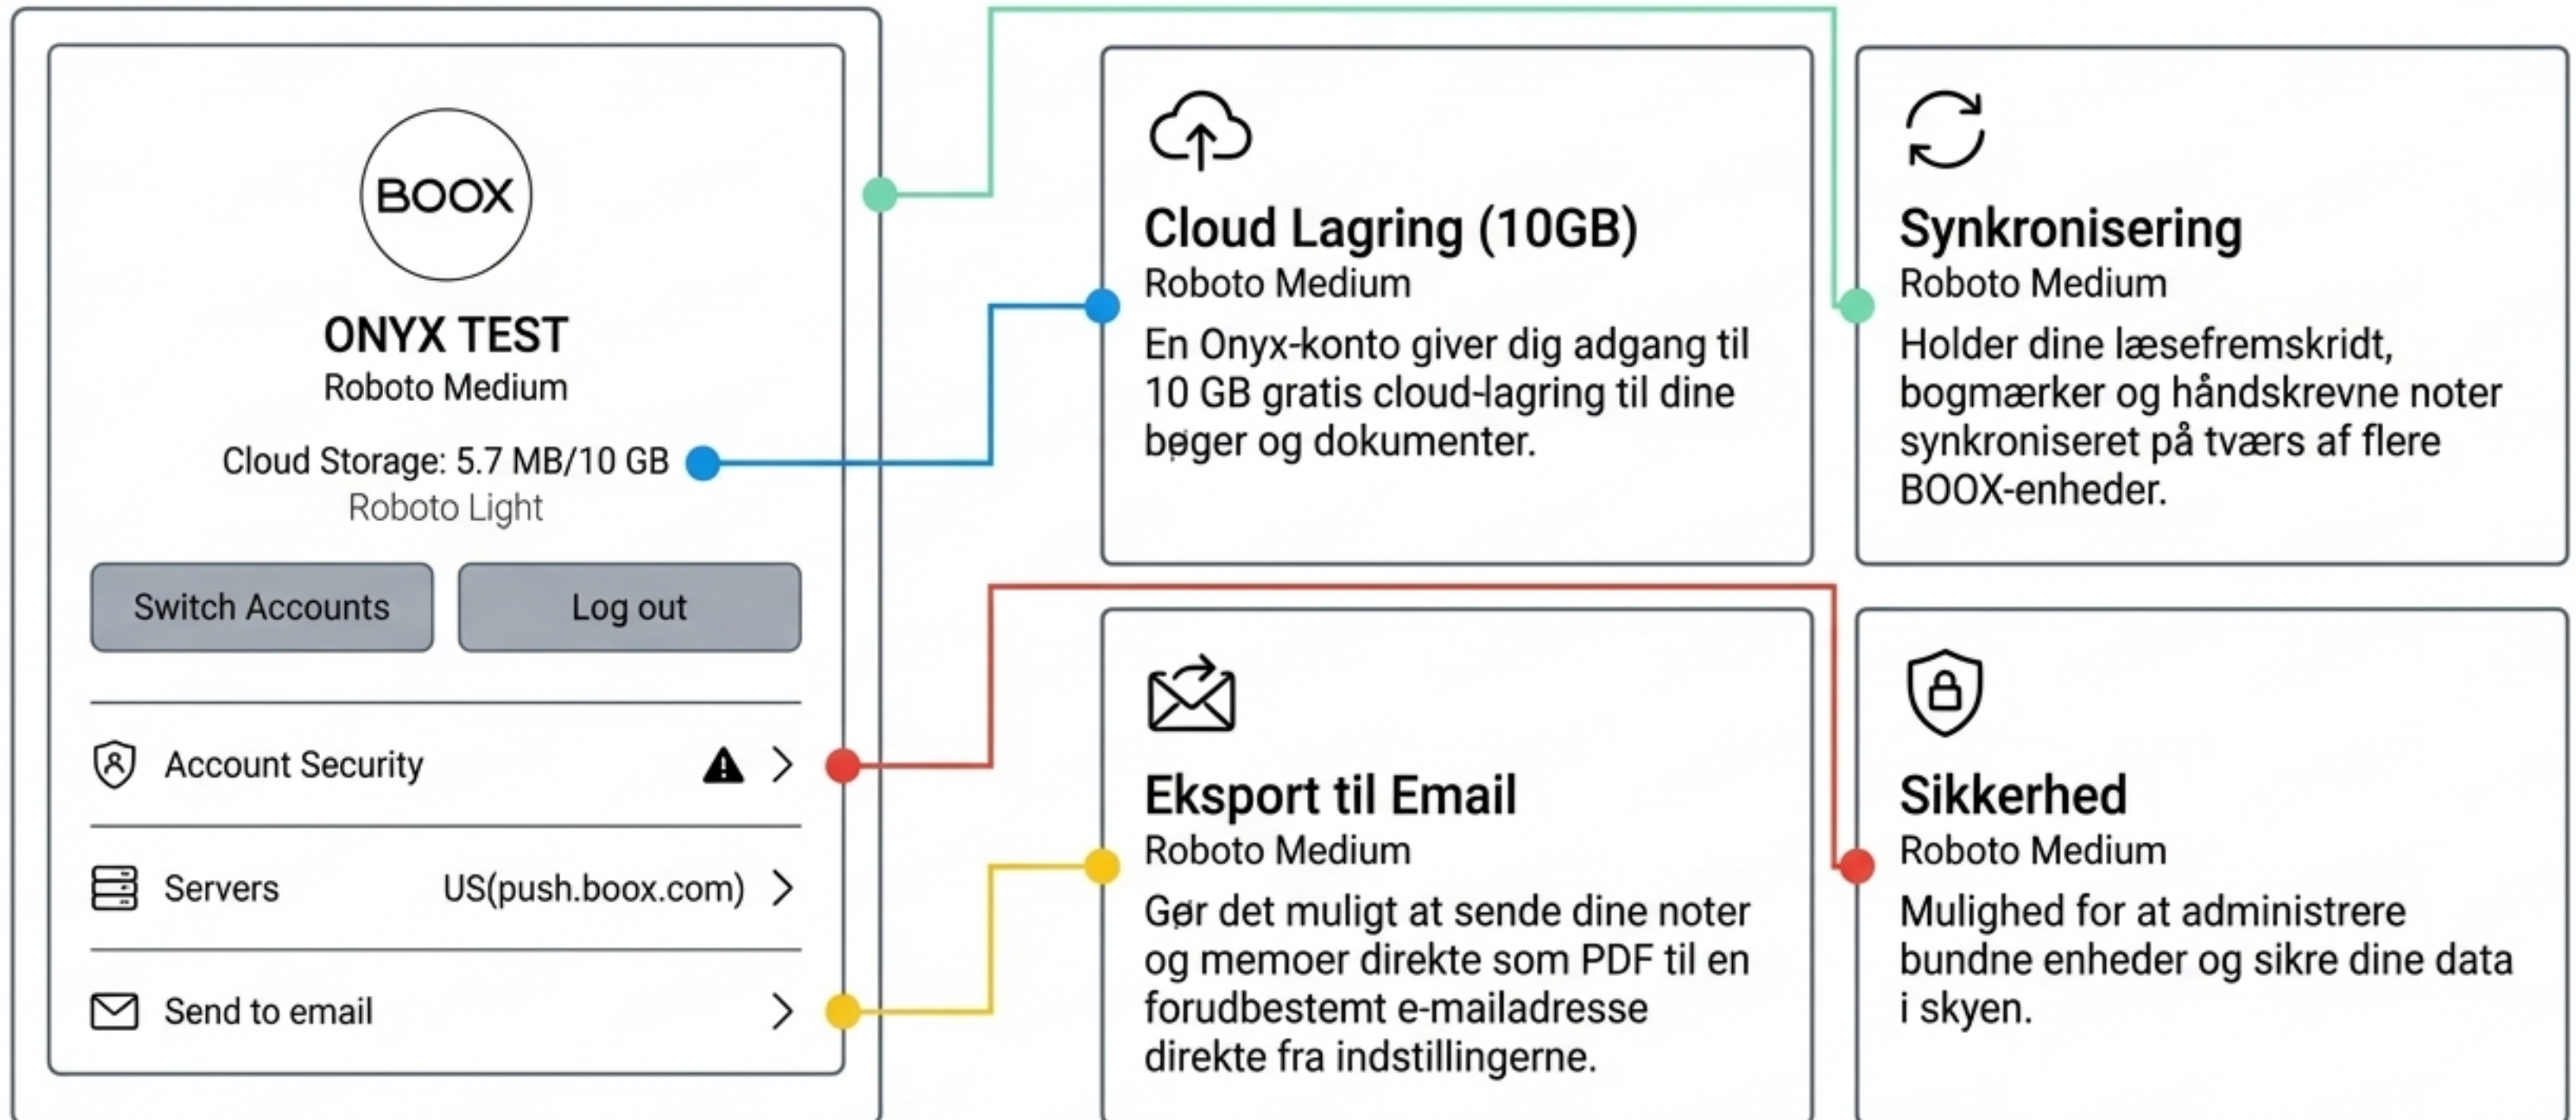 BOOX
ONYX TEST
Roboto Medium
Cloud Storage: 5.7 MB/10 GB
Roboto Light
Switch Accounts
Log out
Account Security
Servers US(push.boox.com)
Send to email
Cloud Lagring (10GB)
Roboto Medium
En Onyx-konto giver dig adgang til
10 GB gratis cloud-lagring til dine
bøger og dokumenter.
Synkronisering
Roboto Medium
Holder dine læsefremskridt,
bogmærker og håndskrevne noter
synkroniseret på tværs af flere
BOOX-enheder.
Eksport til Email
Roboto Medium
Gør det muligt at sende dine noter
og memoer direkte som PDF til en
forudbestemt e-mailadresse
direkte fra indstillingerne.
Sikkerhed
Roboto Medium
Mulighed for at administrere
bundne enheder og sikre dine data
i skyen.